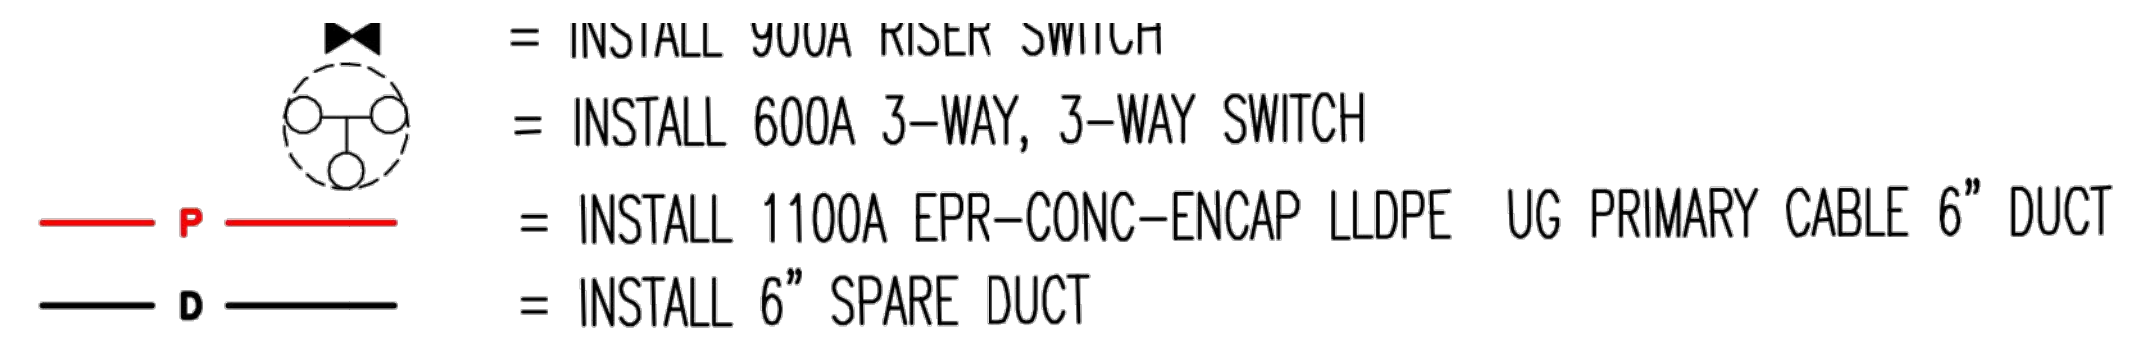 = INSTALL 900A RISER SWITCH
= INSTALL 600A 3-WAY, 3-WAY SWITCH
P = INSTALL 1100A EPR-CONC-ENCAP LLDPE UG PRIMARY CABLE 6" DUCT
D = INSTALL 6" SPARE DUCT